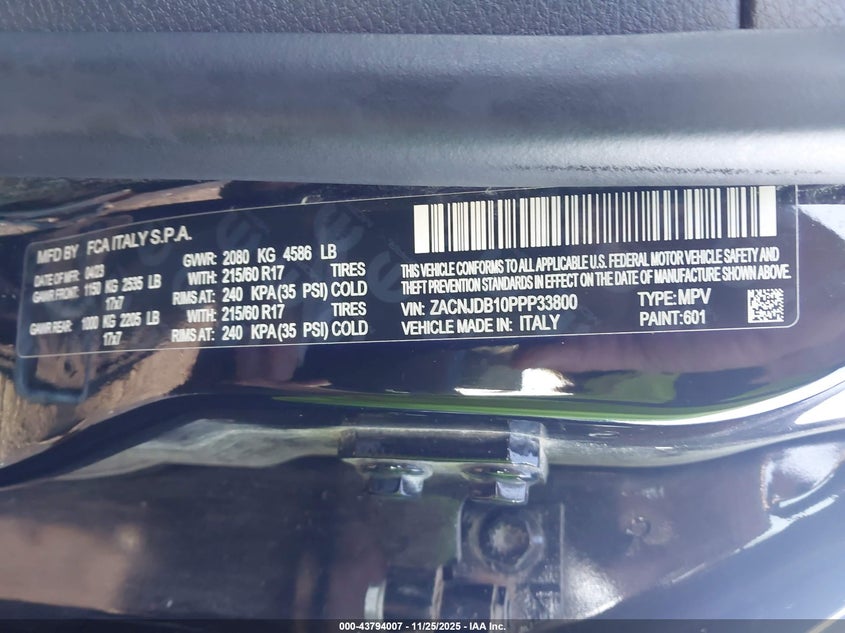 MFD BY FCA ITALY S.P.A.
DATE OF MFR 04/23 GVWR: 2080 KG 4586 LB
GAWR FRONT: 1150 KG 2535 LB WITH: 215/60 R17 TIRES
17x7 RIMS AT: 240 KPA(35 PSI) COLD
GAWR REAR: 1000 KG 2205 LB WITH: 215/60 R17 TIRES
17x7 RIMS AT: 240 KPA(35 PSI) COLD
THIS VEHICLE CONFORMS TO ALL APPLICABLE U.S. FEDERAL MOTOR VEHICLE SAFETY AND
THEFT PREVENTION STANDARDS IN EFFECT ON THE DATE OF MANUFACTURE SHOWN ABOVE.
VIN: ZACNJDB10PPP33800 TYPE: MPV
VEHICLE MADE IN: ITALY PAINT:601
000-43794007 - 11/25/2025 - IAA Inc.